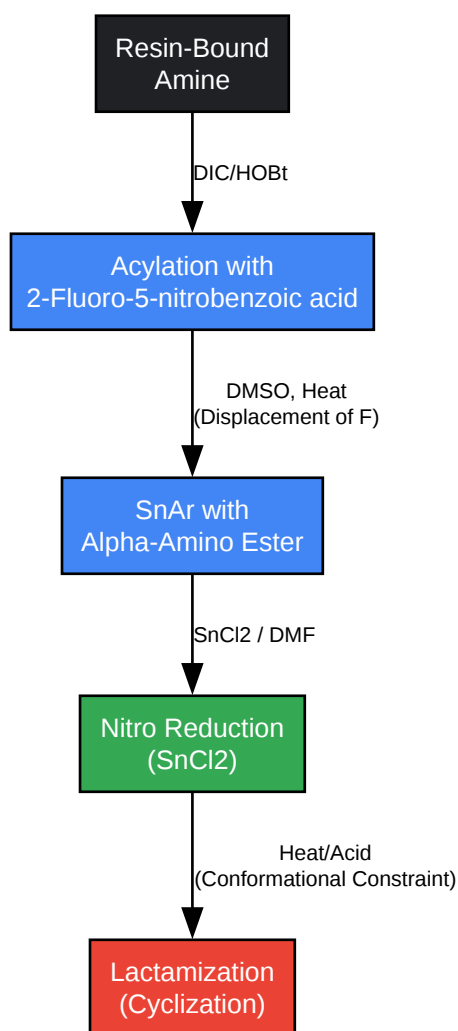 Resin-Bound
Amine
DIC/HOBt
Acylation with
2-Fluoro-5-nitrobenzoic acid
DMSO, Heat
(Displacement of F)
SnAr with
Alpha-Amino Ester
SnCl2 / DMF
Nitro Reduction
(SnCl2)
Heat/Acid
(Conformational Constraint)
Lactamization
(Cyclization)